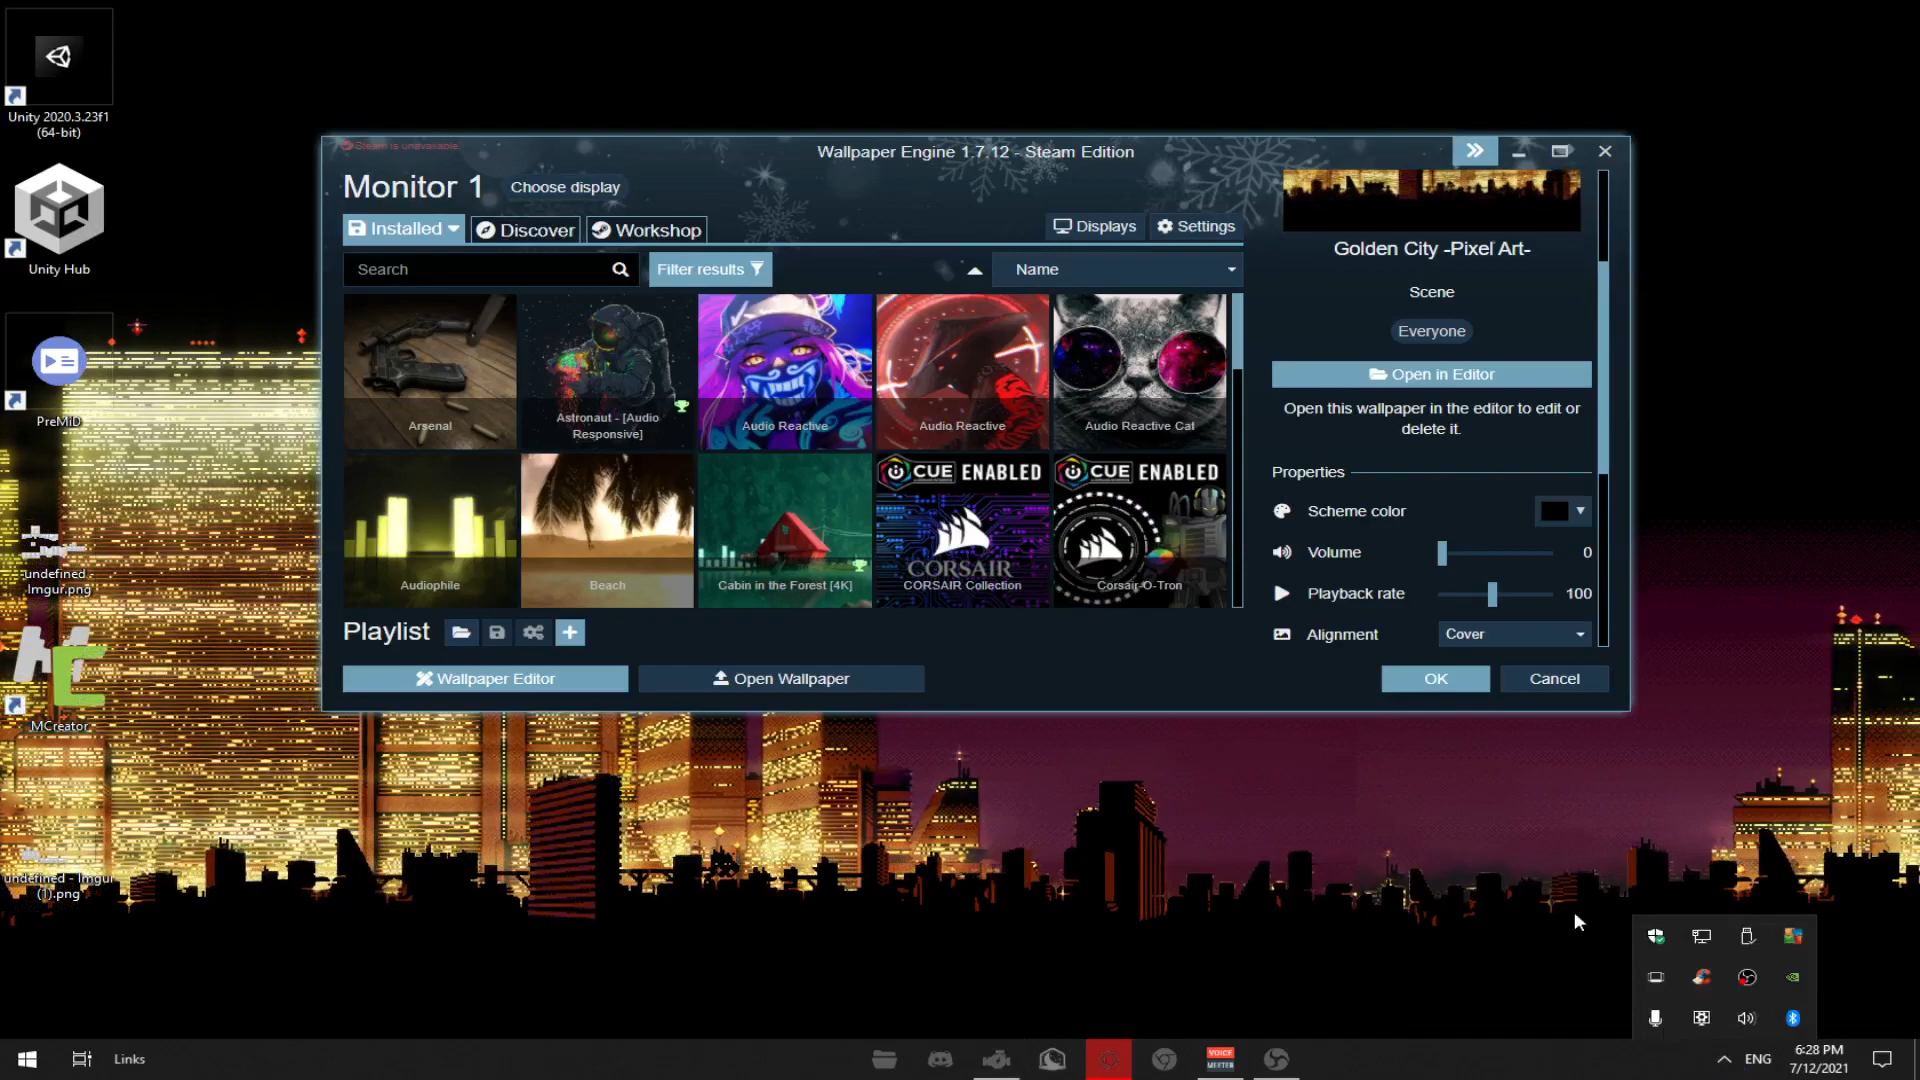 Unity 2020.3.23f1
(64-bit)
Unity Hub
PreMiD
undefined -
Imgur.png
MCreator
undefined - Imgur
(1).png
Steam is unavailable.
Wallpaper Engine 1.7.12 - Steam Edition
Monitor 1
Choose display
Installed
Discover
Workshop
Displays
Settings
Search
Filter results
Name
Arsenal
Astronaut - [Audio
Responsive]
Audio Reactive
Audio Reactive
Audio Reactive Cat
Audiophile
Beach
Cabin in the Forest [4K]
CUE ENABLED
CORSAIR
CORSAIR Collection
CUE ENABLED
Corsair-O-Tron
Playlist
Wallpaper Editor
Open Wallpaper
Golden City -Pixel Art-
Scene
Everyone
Open in Editor
Open this wallpaper in the editor to edit or
delete it.
Properties
Scheme color
Volume
0
Playback rate
100
Alignment
Cover
OK
Cancel
Links
VOICE
MEETER
ENG
6:28 PM
7/12/2021